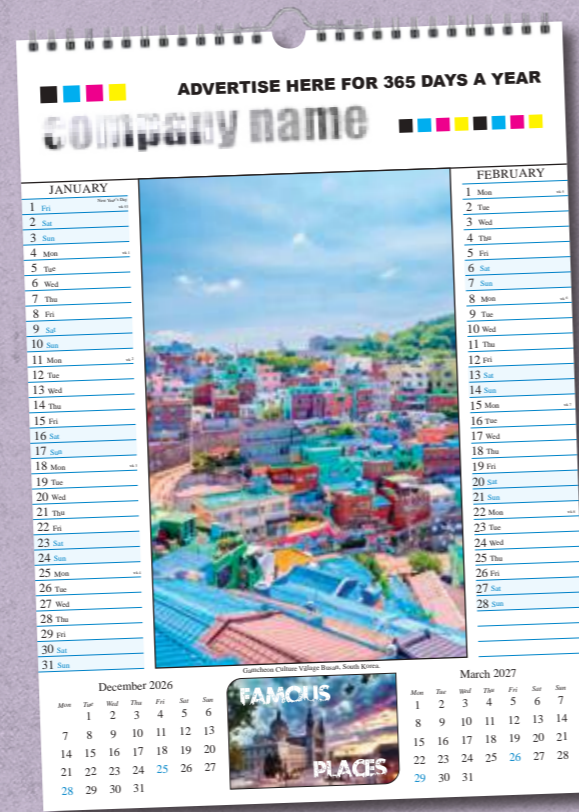 ADVERTISE HERE FOR 365 DAYS A YEAR
company name
JANUARY
New Year's Day
1 Fri
2 Sat
3 Sun
4 Mon
5 Tue
6 Wed
7 Thu
8 Fri
9 Sat
10 Sun
11 Mon
12 Tue
13 Wed
14 Thu
15 Fri
16 Sat
17 Sun
18 Mon
19 Tue
20 Wed
21 Thu
22 Fri
23 Sat
24 Sun
25 Mon
26 Tue
27 Wed
28 Thu
29 Fri
30 Sat
31 Sun
FEBRUARY
1 Mon
2 Tue
3 Wed
4 Thu
5 Fri
6 Sat
7 Sun
8 Mon
9 Tue
10 Wed
11 Thu
12 Fri
13 Sat
14 Sun
15 Mon
16 Tue
17 Wed
18 Thu
19 Fri
20 Sat
21 Sun
22 Mon
23 Tue
24 Wed
25 Thu
26 Fri
27 Sat
28 Sun
Gamcheon Culture Village Busan, South Korea.
December 2026
Mon Tue Wed Thu Fri Sat Sun
1 2 3 4 5 6
7 8 9 10 11 12 13
14 15 16 17 18 19 20
21 22 23 24 25 26 27
28 29 30 31
FAMOUS
PLACES
March 2027
Mon Tue Wed Thu Fri Sat Sun
1 2 3 4 5 6 7
8 9 10 11 12 13 14
15 16 17 18 19 20 21
22 23 24 25 26 27 28
29 30 31